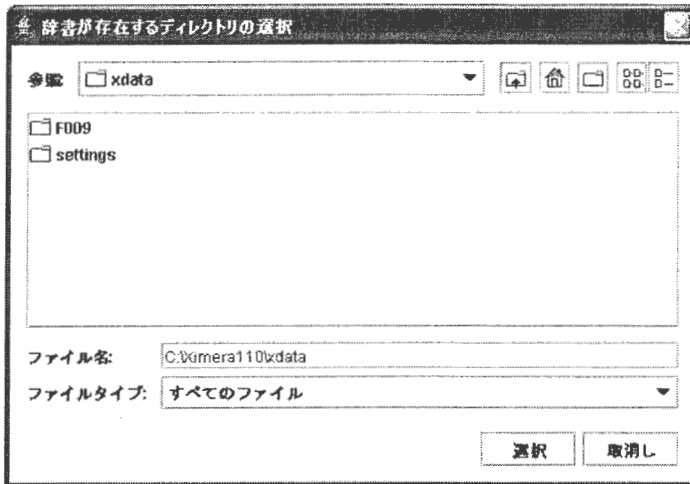 辞書が存在するディレクトリの選択
参照: xdata
F009
settings
ファイル名: C:\Ximera110\xdata
ファイルタイプ: すべてのファイル
選択 取消し